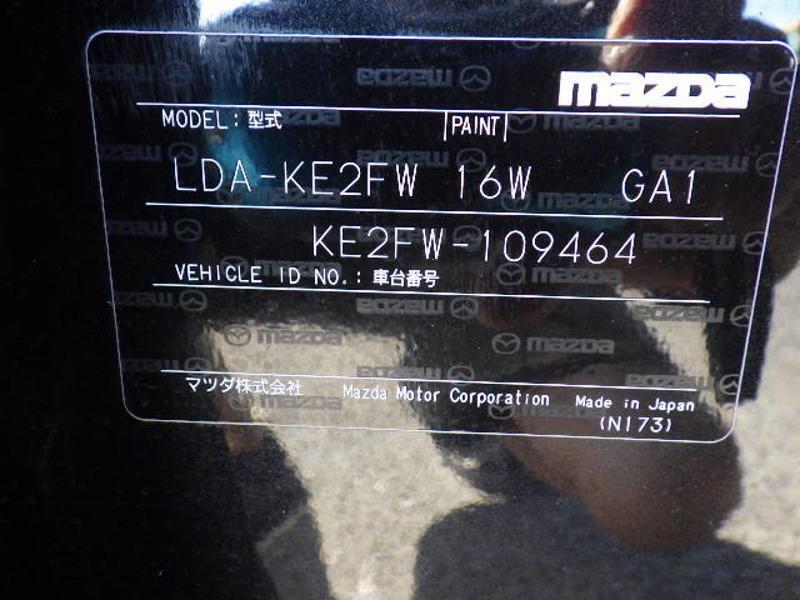 mazda
MODEL: 型式 PAINT
LDA-KE2FW 16W GA1
KE2FW-109464
VEHICLE ID NO.: 車台番号
マツダ株式会社 Mazda Motor Corporation Made in Japan
(N173)